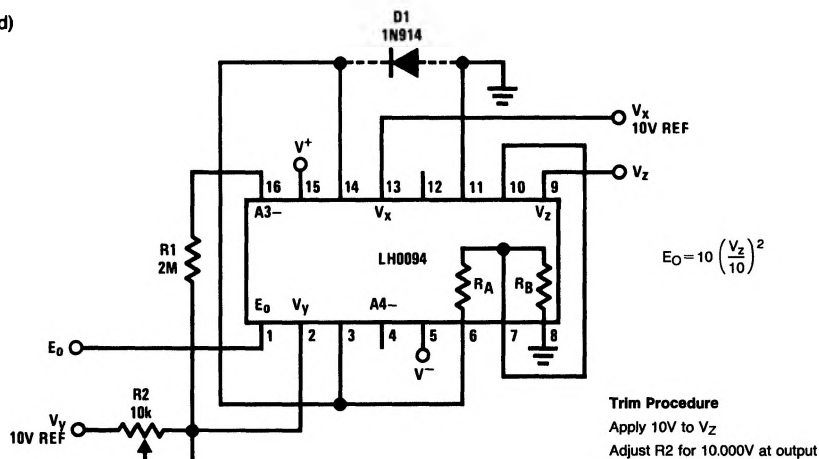 d)
D1
1N914
Vx
10V REF
V+
Vz
16 15 14 13 12 11 10 9
A3− Vx Vz
R1
2M
LH0094
RA RB
Eo = 10 (Vz/10)²
Eo Vy A4−
1 2 3 4 5 6 7 8
Eo
V−
R2
10k
Vy
10V REF
Trim Procedure
Apply 10V to VZ
Adjust R2 for 10.000V at output